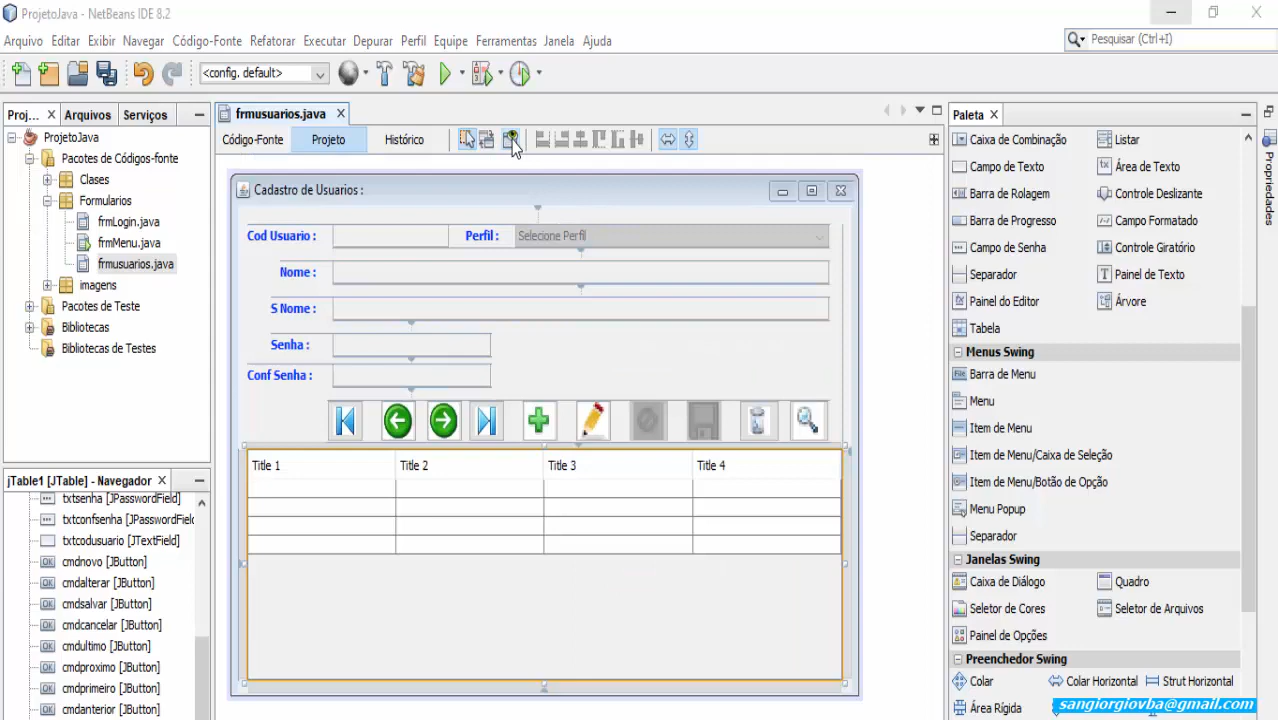 ProjetoJava - NetBeans IDE 8.2
Arquivo Editar Exibir Navegar Código-Fonte Refatorar Executar Depurar Perfil Equipe Ferramentas Janela Ajuda
Pesquisar (Ctrl+I)
<config. default>
Proj... Arquivos Serviços
frmusuarios.java
Paleta
Código-Fonte Projeto Histórico
ProjetoJava
Pacotes de Códigos-fonte
Clases
Formularios
frmLogin.java
frmMenu.java
frmusuarios.java
imagens
Pacotes de Teste
Bibliotecas
Bibliotecas de Testes
jTable1 [JTable] - Navegador
txtsenha [JPasswordField]
txtconfsenha [JPasswordField
txtcodusuario [JTextField]
cmdnovo [JButton]
cmdalterar [JButton]
cmdsalvar [JButton]
cmdcancelar [JButton]
cmdultimo [JButton]
cmdproximo [JButton]
cmdprimeiro [JButton]
cmdanterior [JButton]
Cadastro de Usuarios :
Cod Usuario : Perfil : Selecione Perfil
Nome :
S Nome :
Senha :
Conf Senha :
Title 1 Title 2 Title 3 Title 4
Caixa de Combinação Listar
Campo de Texto Área de Texto
Barra de Rolagem Controle Deslizante
Barra de Progresso Campo Formatado
Campo de Senha Controle Giratório
Separador Painel de Texto
Painel do Editor Árvore
Tabela
Menus Swing
Barra de Menu
Menu
Item de Menu
Item de Menu/Caixa de Seleção
Item de Menu/Botão de Opção
Menu Popup
Separador
Janelas Swing
Caixa de Diálogo Quadro
Seletor de Cores Seletor de Arquivos
Painel de Opções
Preenchedor Swing
Colar Colar Horizontal Strut Horizontal
Área Rígida
Propriedades
sangiorgiovba@gmail.com